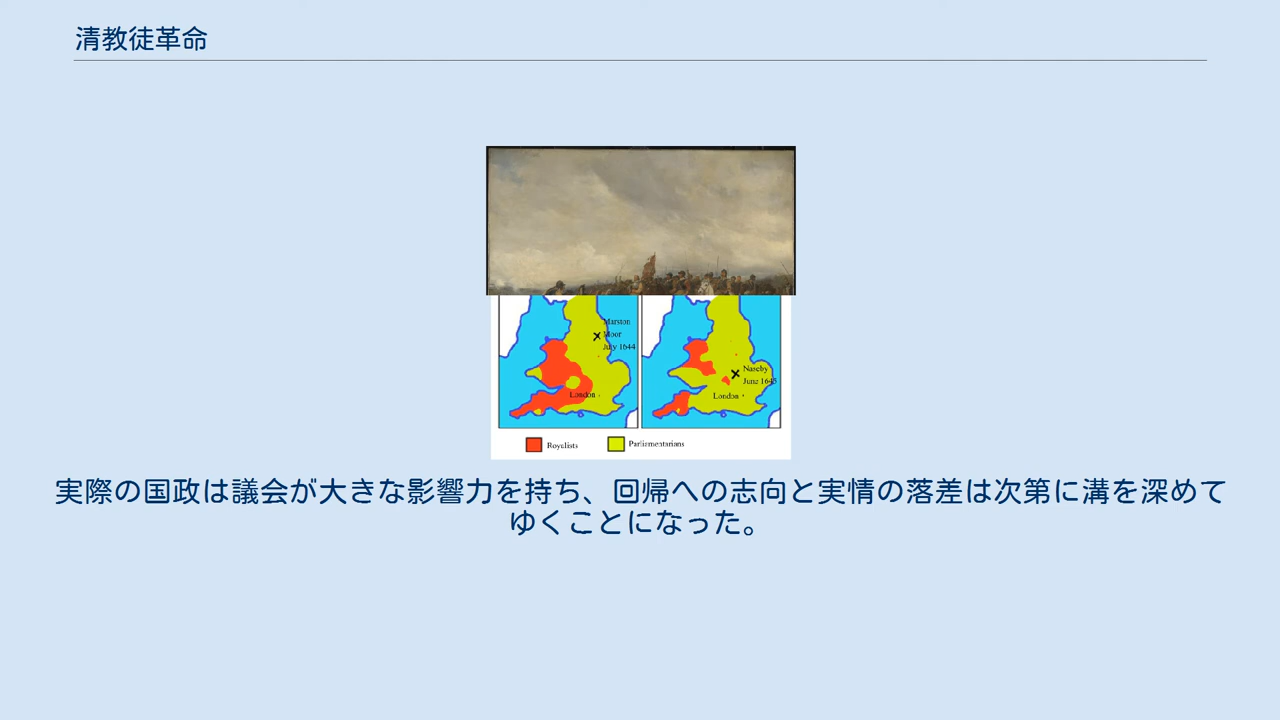 清教徒革命
Marston
Moor
July 1644
London
Naseby
June 1645
London
Royalists
Parliamentarians
実際の国政は議会が大きな影響力を持ち、回帰への志向と実情の落差は次第に溝を深めて
ゆくことになった。